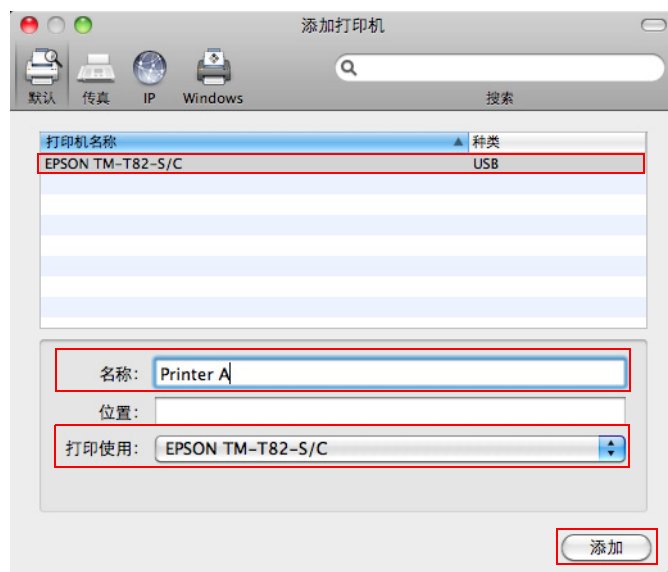 添加打印机
默认 传真 IP Windows 搜索
打印机名称 种类
EPSON TM-T82-S/C USB
名称: Printer A
位置:
打印使用: EPSON TM-T82-S/C
添加